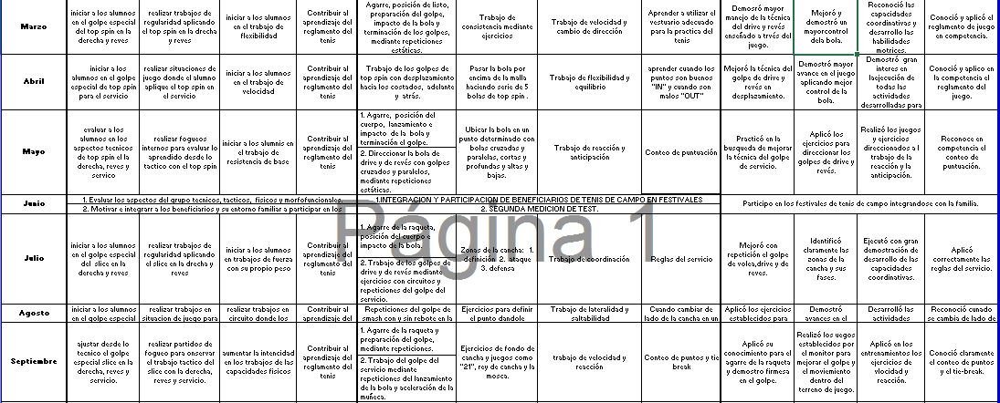 Marzo
iniciar a los alumnos
en el golpe especial
del top spin en la
derecha y reves
realizar trabajos de
regularidad aplicando
el top spin en la drecha
y reves
iniciar a los alumnos
en el trabajo de
flexibilidad
Contribuir al
aprendizaje del
reglamento del
tenis
Agarre, posición de listo,
preparación del golpe,
impacto de la bola y
terminación de los golpes,
mediante repeticiones
estáticas.
Trabajo de
consistencia mediante
ejercicios
Trabajo de velocidad y
cambio de dirección
Aprender a utilizar el
vestuario adecuado
para la practica del
tenis
Demosró mayor
manejo de la técnica
del drive y revés
enseñado a trvés del
juego.
Mejoró y
demostró un
mayorcontrol
dela bola.
Reconoció las
capacidades
coordinativas y
desarrollo las
habilidades
motrices.
Conoció y aplicó el
reglamento de juego
en competencia.
Abril
iniciar a los
alumnos en el golpe
especial de top spin
para el servicio
realizar situaciones de
juego donde el alumno
aplique el top spin en el
servicio
iniciar a los alumnos
en el trabajo de
velocidad
Contribuir al
aprendizaje del
reglamento del
tenis
Trabajo de los golpes de
top spin con desplazamiento
hacia los costados, adelante
y atrás.
Pasar la bola por
encima de la malla
haciendo serie de 5
bolas de top spin .
Trabajo de flexibilidad y
equilibrio
aprender cuando los
puntos son buenos
"IN" y cuando son
malos "OUT"
Mejoró la técnica del
golpe de drive y
revés en
desplazamiento.
Demostró mayor
avance en el juego
aplicando mejor
control de la
bola.
Demostró gran
interes en
laejecución de
todas las
actividades
desarrolladas para
Conoció y aplico en
la competencia el
reglamento del
juego.
Mayo
evaluar a los
alumnos en los
aspectos tecnicos
de top spin el la
derecha, reves y
servico
realizar fogueos
internos para evaluar lo
aprendido desde lo
tactico con el top spin
iniciar a los alumnis en
el trabajo de
resistencia de base
Contribuir al
aprendizaje del
reglamento del
tenis
1. Agarre, posición del
cuerpo, lanzamiento e
impacto de la bola y
terminación el golpe.
2. Direccionar la bola de
drive y de revés con golpes
cruzados y paralelos,
mediante repeticiones
estáticas.
Ubicar la bola en un
punto determinado con
bolas cruzadas y
paralelas, cortas y
profundas y altas y
bajas.
Trabajo de reacción y
anticipación
Conteo de puntuación
Practicó en la
busqueda de mejorar
la técnica del golpe
de servicio.
Aplicó los
ejercicios para
direccionar los
golpes de drive y
revés.
Realizó los juegos
y ejercicios
direccionados a l
trabajo de la
reacción y la
anticipación.
Reconoce en
competencia el
conteo de
puntuación.
Junio
1. Evaluar los aspectos del grupo tecnicos, tacticos, fisicos y morfofuncionales.
2. Motivar e integrarr a los beneficiarios y su entorno familiar a participar en los
1.INTEGRACION Y PARTICIPACION DE BENEFICIARIOS DE TENIS DE CAMPO EN FESTIVALES
2. SEGUNDA MEDICION DE TEST.
Participo en los festivales de tenis de campo integrandose con la familia.
Página 1
Julio
iniciar a los alumnos
en el golpe especial
del slice en la
derecha y reves
realizar trabajos de
regularidad aplicando
el slice en la drecha y
reves
iniciar a los alumnos
en trabajos de fuerza
con su propio peso
Contribuir al
aprendizaje del
reglamento del
tenis
1. Agarre de la raqueta,
posición del cuerpo e
impacto de la bola.
2. Trabajo de los golpes de
drive y de revés mediante
ejercicios con circuitos y
repeticiones del golpe del
servicio.
Zonas de la cancha: 1.
definición 2. ataque
3. defensa
Trabajo de coordinación
Reglas del servicio
Mejoró con
repetición el golpe
de volea,drive y de
reves.
Identificó
claramente las
zonas de la
cancha y sus
fases.
Ejecutó con gran
demostración de
desarrollo de las
capacidades
coordinativas.
Aplicó
correctamente las
reglas del servicio.
Agosto
iniciar a los alumnos
en el golpe especial
realizar trabajos en
situacion de juego para
realizar trabajos en
circuito donde los
Contribuir al
aprendizaje del
Repeticiones del golpe de
smash con y sin rebote en la
Ejercicios para definir
el punto dandole
Trabajo de lateralidad y
saltabilidad
Cuando cambiar de
lado de la cancha en un
Aplicó los ejercicios
establecidos para
Demostró
avances en el
Desarrolló las
actividades
Reconoció cunado
se cambia de lado de
Septiembre
ajustar desde lo
tecnico el golpe
especial slice en la
derecha, reves y
servicio.
realizar partidos de
fogueo para onservar
el trabajo tactico del
slice con la derecha,
reves y servicio.
aumentar la intencidad
en los trabajos de las
capacidades físicos
Contribuir al
aprendizaje del
reglamento del
tenis
1. Agarre de la raqueta y
preparación del golpe,
mediante repeticiones.
2. Trabajo del golpe del
servicio mediante
repeticiones del lanzamiento
de la bola y aceleración de la
muñeca.
Ejercicios de fondo de
cancha y juegos como
"21", rey de cancha y la
mosca.
trabajo de velocidad y
reacción
Conteo de puntos y tie
break
Aplicó su
conocimiento para el
agarre de la raqueta
y demostro firmesa
en el golpe.
Realizó los uegos
establecidos por
el monitor para
mejorar el golpe y
el moviemiento
dentro del
terreno de juego.
Aplicó en los
entrenamientos los
ejercicios de
vlocidad y
reacción.
Conoció claramente
el conteo de puntos
y el tie-break.